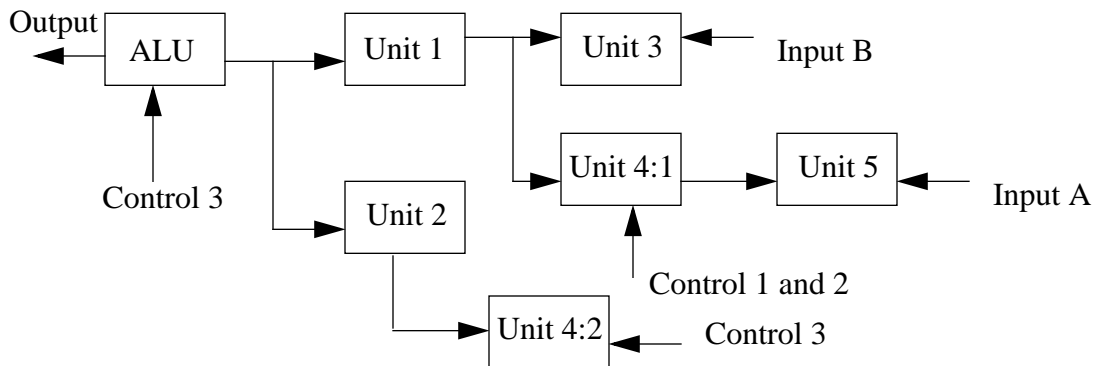 Output
ALU
Unit 1
Unit 3
Input B
Unit 4:1
Unit 5
Control 3
Unit 2
Input A
Control 1 and 2
Unit 4:2
Control 3